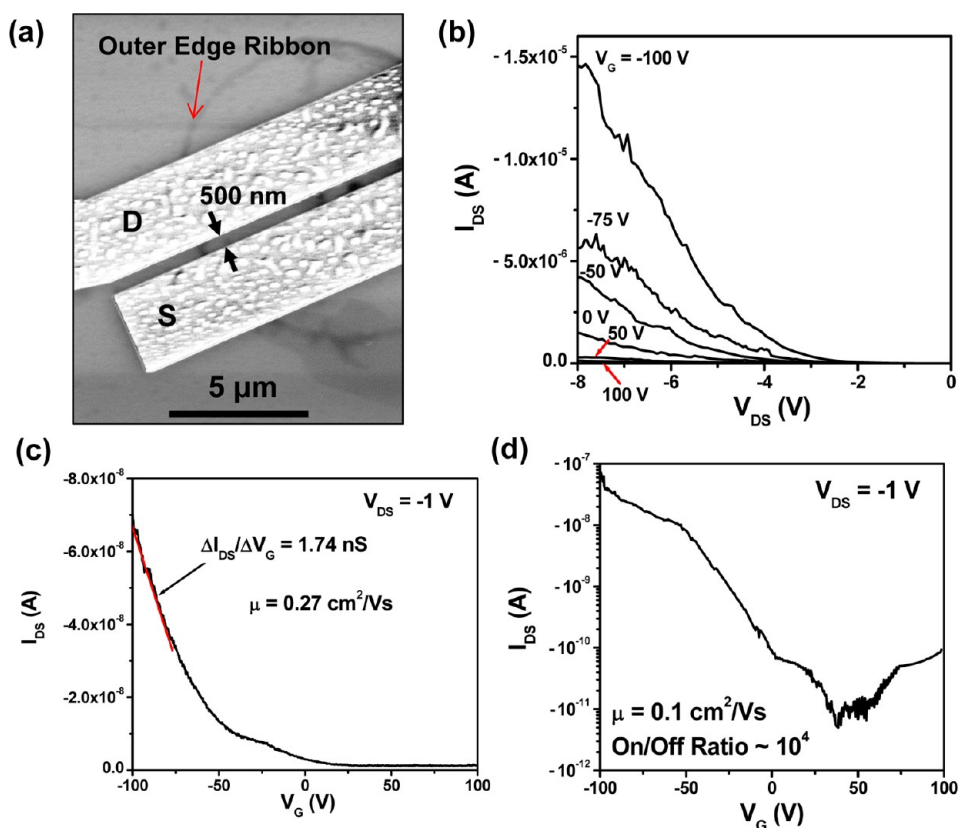 (a)
Outer Edge Ribbon
500 nm
D
S
5 µm
(b)
I_DS (A)
-1.5x10^-5
-1.0x10^-5
-5.0x10^-6
0.0
V_G = -100 V
-75 V
-50 V
0 V
50 V
100 V
-8 -6 -4 -2 0
V_DS (V)
(c)
I_DS (A)
-8.0x10^-8
-6.0x10^-8
-4.0x10^-8
-2.0x10^-8
0.0
V_DS = -1 V
ΔI_DS/ΔV_G = 1.74 nS
µ = 0.27 cm²/Vs
-100 -50 0 50 100
V_G (V)
(d)
I_DS (A)
-10^-7
-10^-8
-10^-9
-10^-10
-10^-11
-10^-12
V_DS = -1 V
µ = 0.1 cm²/Vs
On/Off Ratio ~ 10^4
-100 -50 0 50 100
V_G (V)